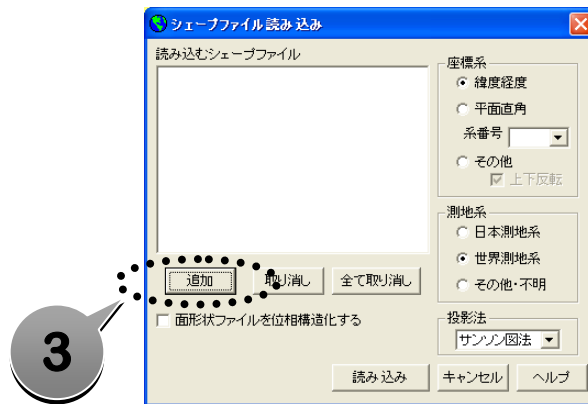 シェープファイル読み込み
読み込むシェープファイル
座標系
緯度経度
平面直角
系番号
その他
上下反転
測地系
日本測地系
世界測地系
その他・不明
追加
取り消し
全て取り消し
面形状ファイルを位相構造化する
投影法
サンソン図法
読み込み
キャンセル
ヘルプ
3